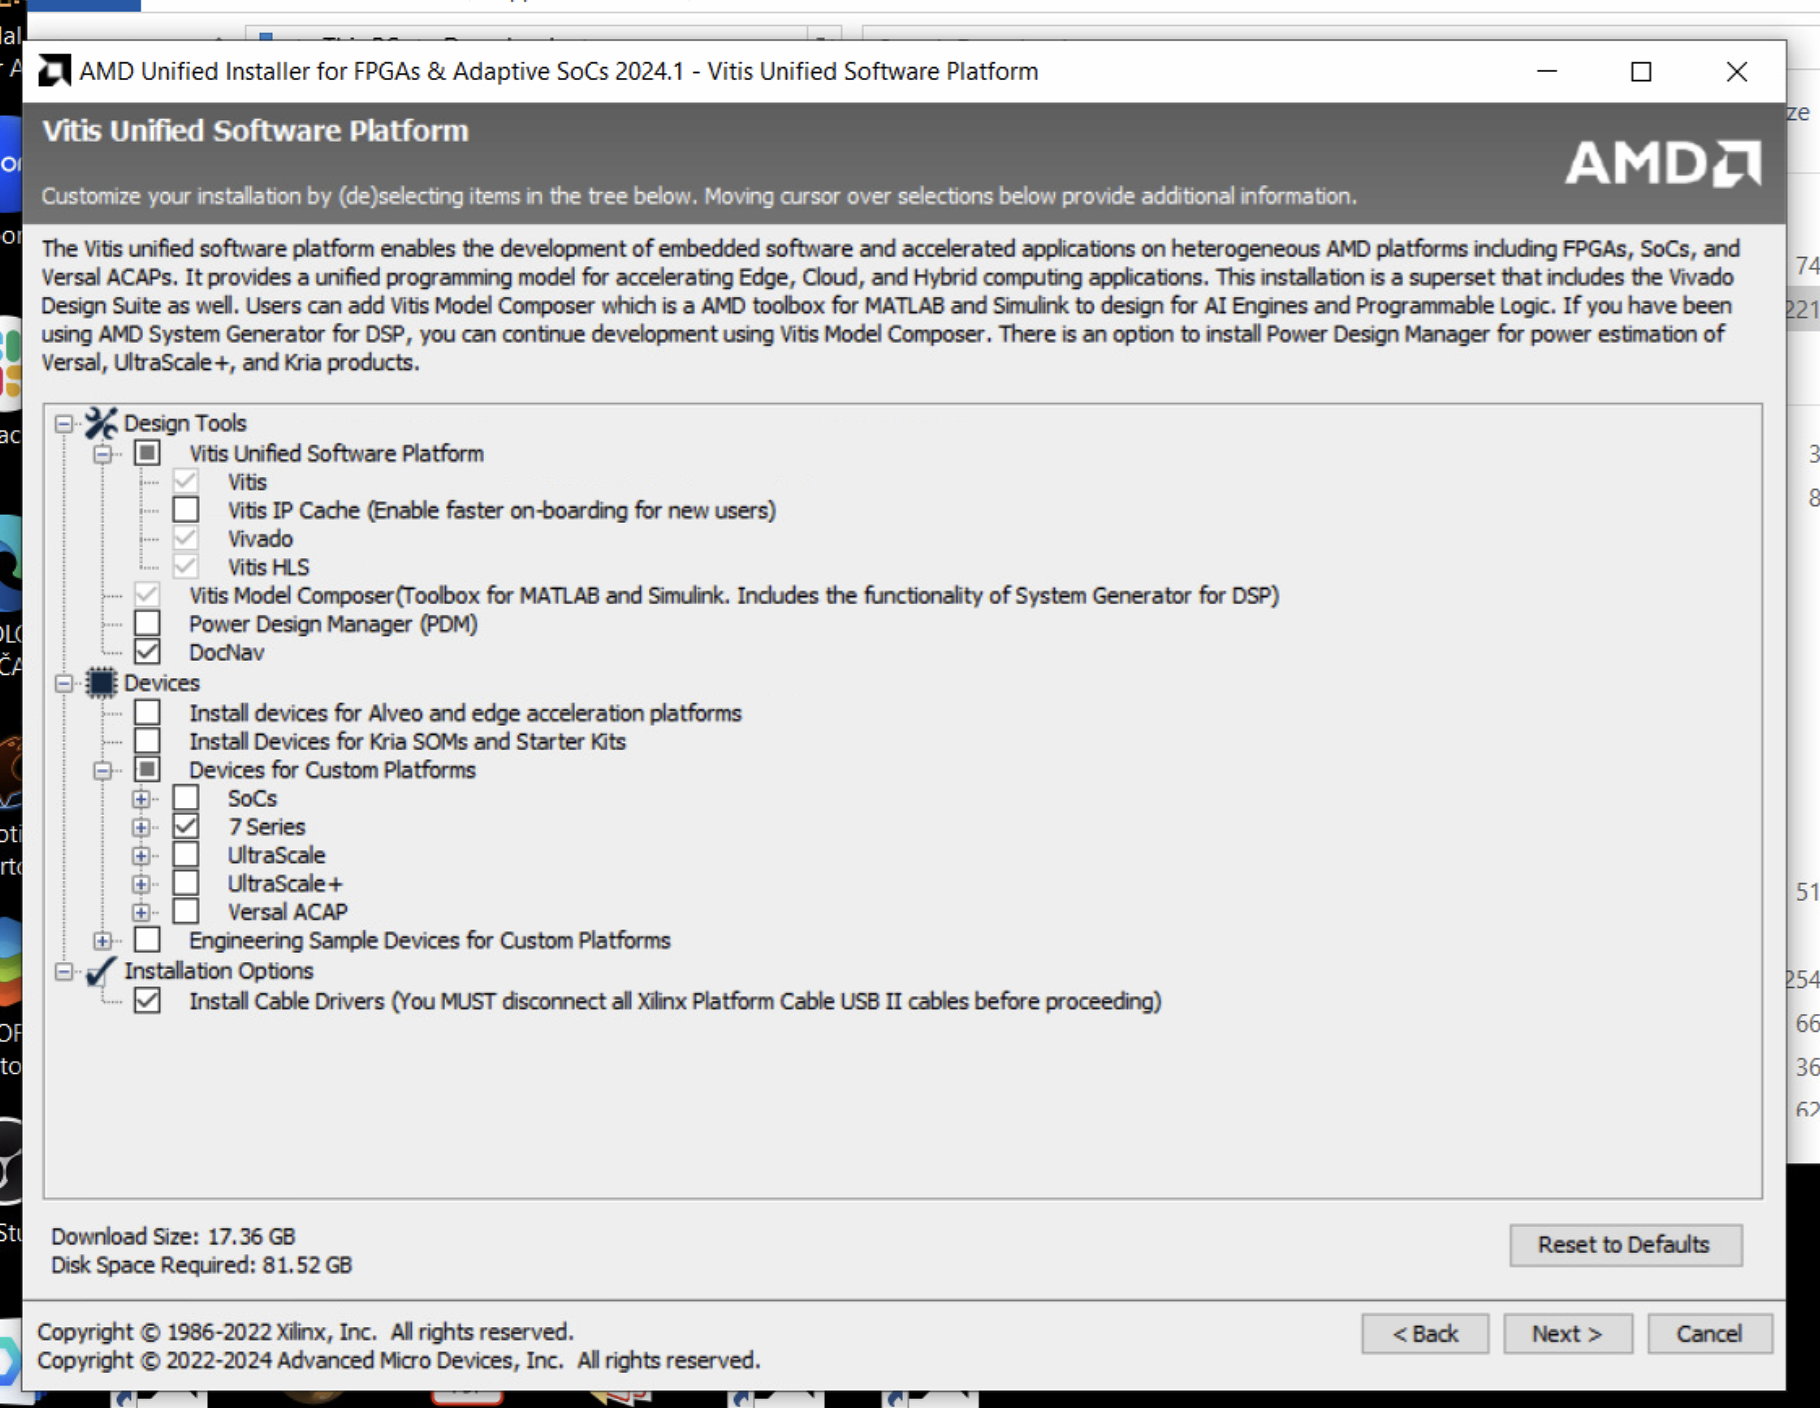 AMD Unified Installer for FPGAs & Adaptive SoCs 2024.1 - Vitis Unified Software Platform
Vitis Unified Software Platform
AMD
Customize your installation by (de)selecting items in the tree below. Moving cursor over selections below provide additional information.
The Vitis unified software platform enables the development of embedded software and accelerated applications on heterogeneous AMD platforms including FPGAs, SoCs, and
Versal ACAPs. It provides a unified programming model for accelerating Edge, Cloud, and Hybrid computing applications. This installation is a superset that includes the Vivado
Design Suite as well. Users can add Vitis Model Composer which is a AMD toolbox for MATLAB and Simulink to design for AI Engines and Programmable Logic. If you have been
using AMD System Generator for DSP, you can continue development using Vitis Model Composer. There is an option to install Power Design Manager for power estimation of
Versal, UltraScale+, and Kria products.
Design Tools
Vitis Unified Software Platform
Vitis
Vitis IP Cache (Enable faster on-boarding for new users)
Vivado
Vitis HLS
Vitis Model Composer(Toolbox for MATLAB and Simulink. Includes the functionality of System Generator for DSP)
Power Design Manager (PDM)
DocNav
Devices
Install devices for Alveo and edge acceleration platforms
Install Devices for Kria SOMs and Starter Kits
Devices for Custom Platforms
SoCs
7 Series
UltraScale
UltraScale+
Versal ACAP
Engineering Sample Devices for Custom Platforms
Installation Options
Install Cable Drivers (You MUST disconnect all Xilinx Platform Cable USB II cables before proceeding)
Download Size: 17.36 GB
Disk Space Required: 81.52 GB
Reset to Defaults
Copyright © 1986-2022 Xilinx, Inc. All rights reserved.
Copyright © 2022-2024 Advanced Micro Devices, Inc. All rights reserved.
< Back
Next >
Cancel
74
221
3
8
51
254
66
36
62